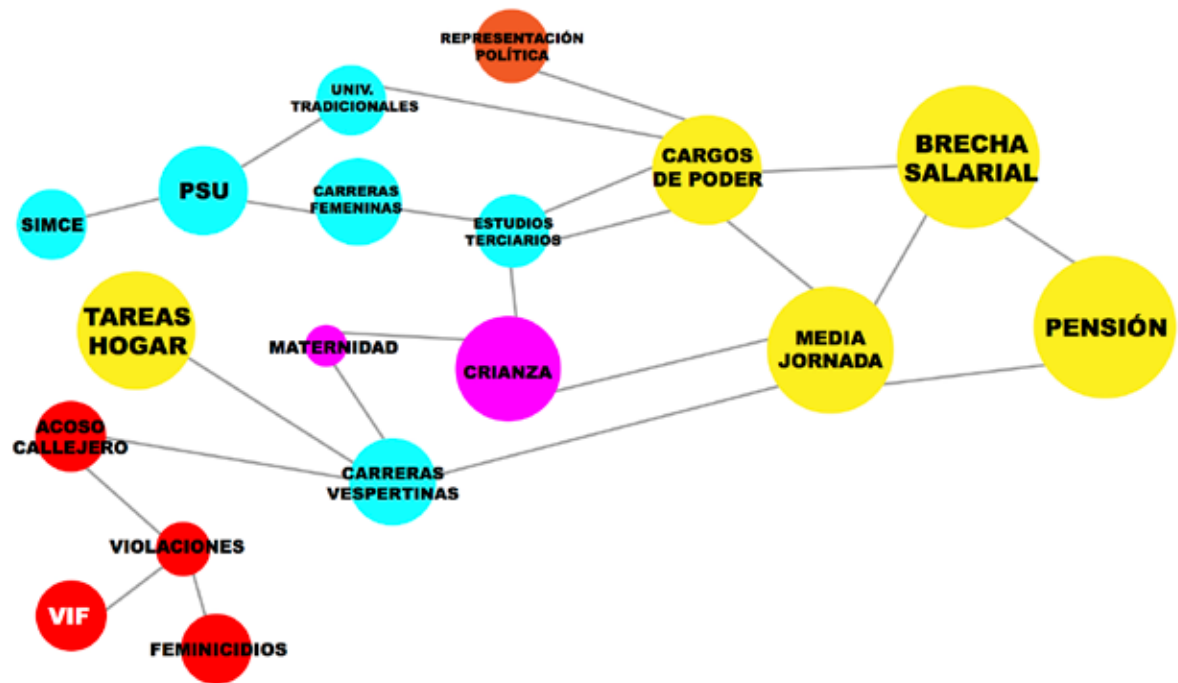 REPRESENTACIÓN
POLÍTICA
UNIV.
TRADICIONALES
BRECHA
SALARIAL
CARGOS
DE PODER
PSU
CARRERAS
FEMENINAS
SIMCE
ESTUDIOS
TERCIARIOS
TAREAS
HOGAR
MATERNIDAD
CRIANZA
MEDIA
JORNADA
PENSIÓN
ACOSO
CALLEJERO
CARRERAS
VESPERTINAS
VIOLACIONES
VIF
FEMINICIDIOS